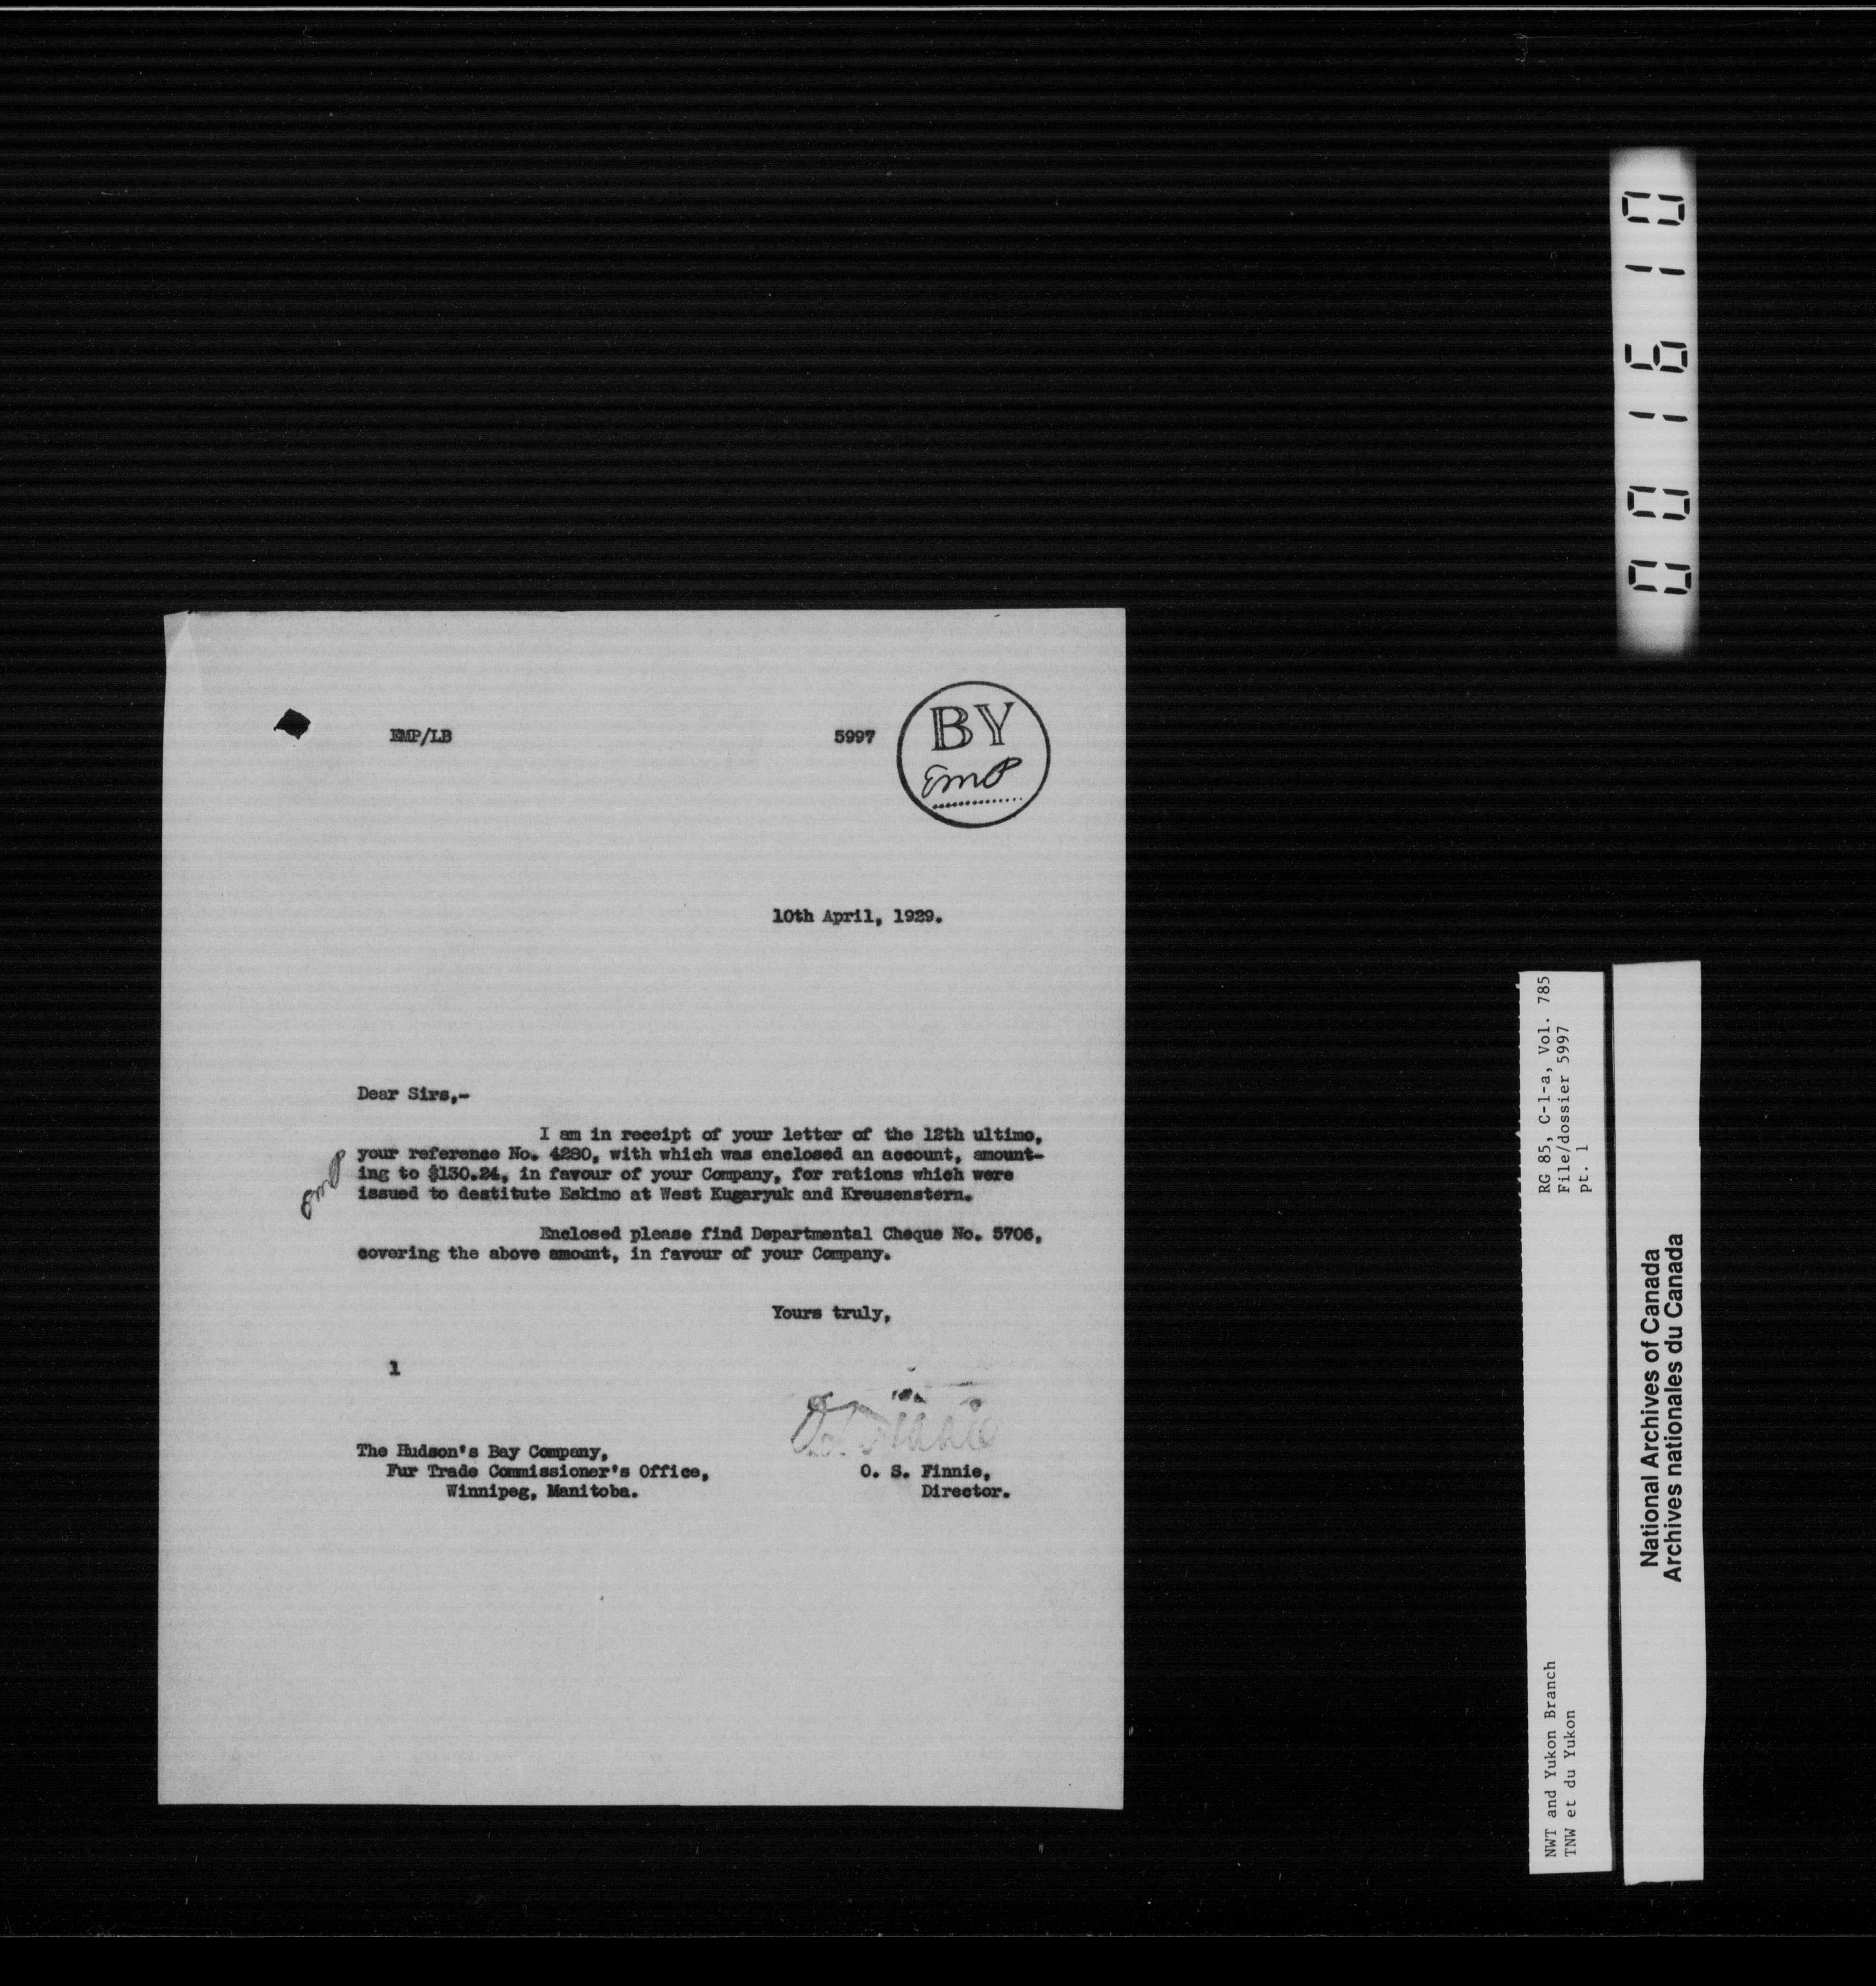 EMP/LB 5997
BY
EMP
10th April, 1929.
Dear Sirs,-
I am in receipt of your letter of the 12th ultimo,
your reference No. 4280, with which was enclosed an account, amount-
ing to $130.24, in favour of your Company, for rations which were
issued to destitute Eskimo at West Kugaryuk and Kreusenstern.
EMP
Enclosed please find Departmental Cheque No. 5706,
covering the above amount, in favour of your Company.
Yours truly,
1
O. S. Finnie
The Hudson's Bay Company,
Fur Trade Commissioner's Office,
Winnipeg, Manitoba.
O. S. Finnie,
Director.
001610
RG 85, C-1-a, Vol. 785
File/dossier 5997
pt. 1
NWT and Yukon Branch
TNW et du Yukon
National Archives of Canada
Archives nationales du Canada